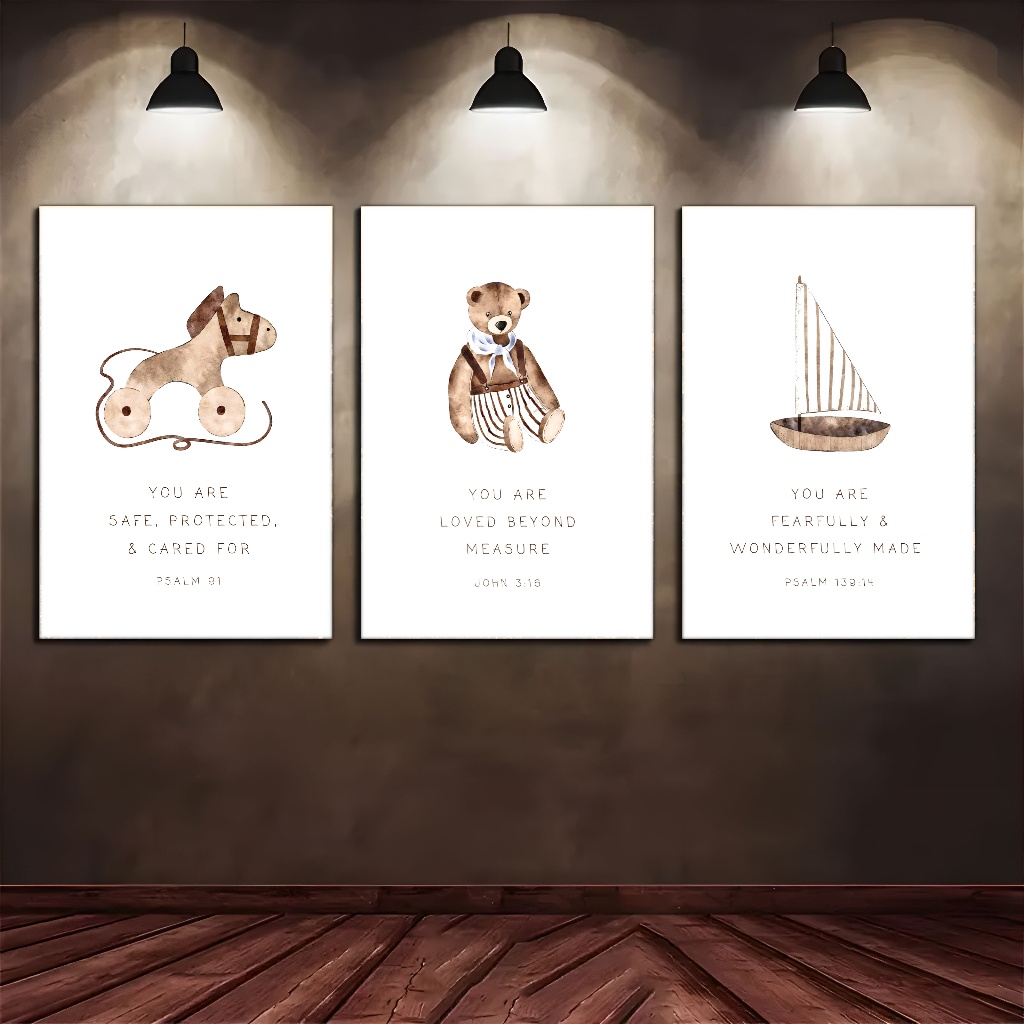 YOU ARE
SAFE, PROTECTED,
& CARED FOR
PSALM 91
YOU ARE
LOVED BEYOND
MEASURE
JOHN 3:16
YOU ARE
FEARFULLY &
WONDERFULLY MADE
PSALM 139:14